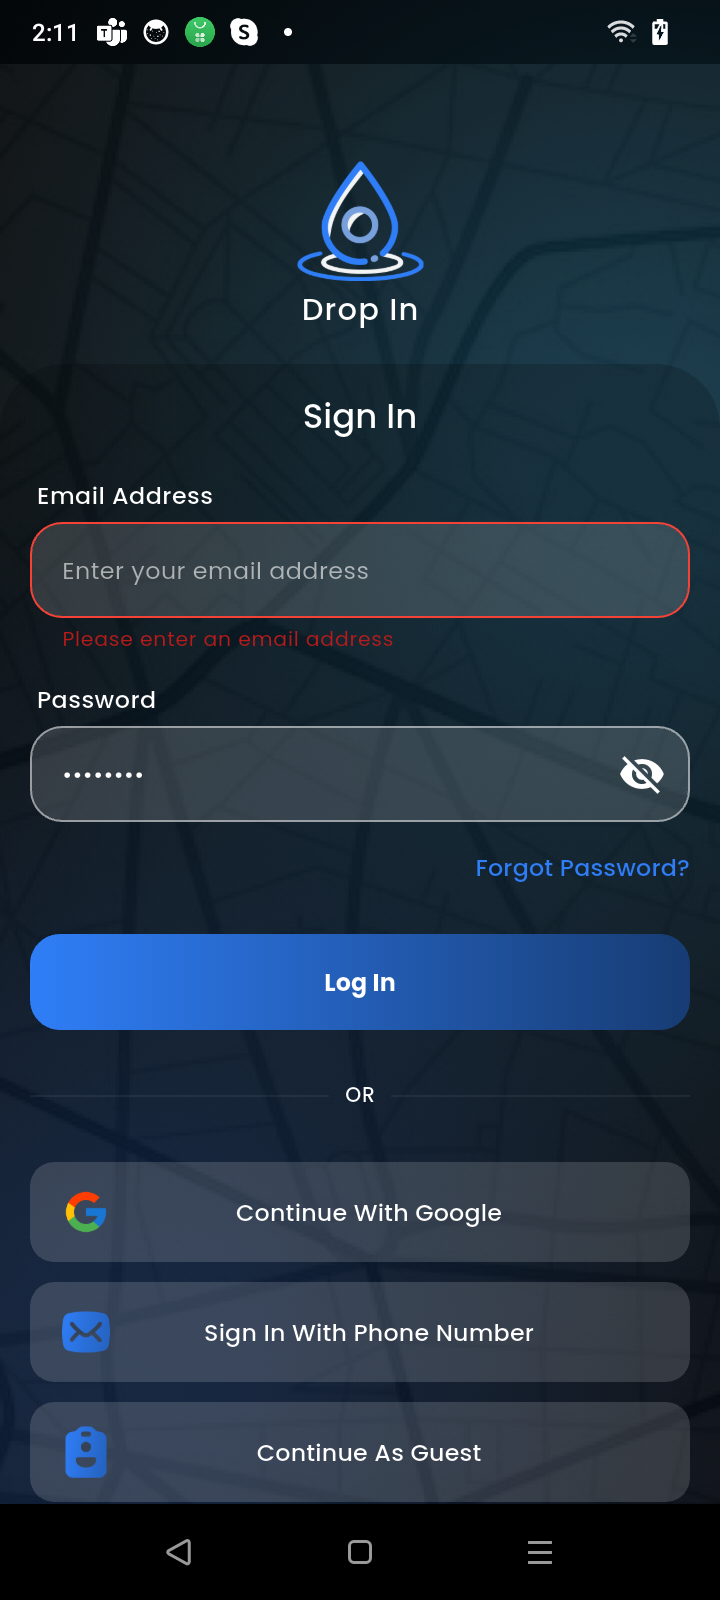 2:11
Drop In
Sign In
Email Address
Enter your email address
Please enter an email address
Password
••••••••
Forgot Password?
Log In
OR
Continue With Google
Sign In With Phone Number
Continue As Guest